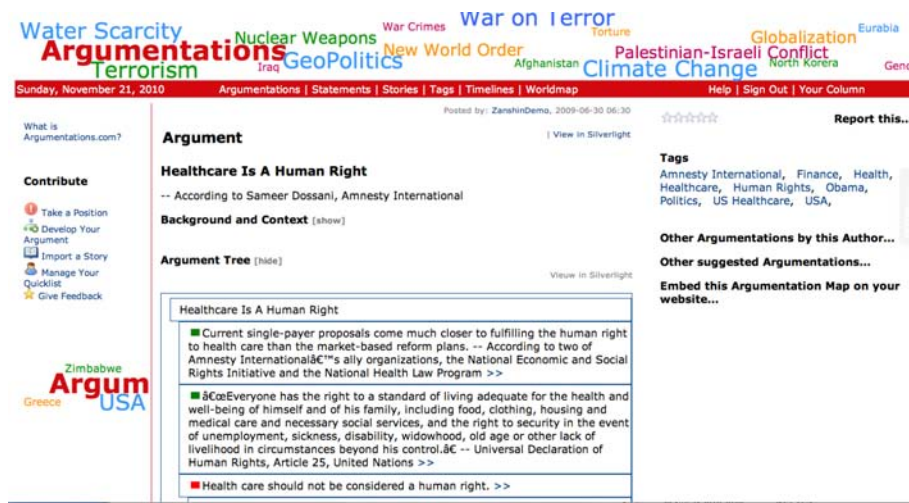 War on Terror
Water Scarcity
War Crimes
Torture
Eurabia
Nuclear Weapons
Globalization
Argumentations
New World Order
Palestinian-Israeli Conflict
Terrorism
Iraq
GeoPolitics
Afghanistan
Climate Change
North Korera
Geno
Sunday, November 21, 2010
Argumentations | Statements | Stories | Tags | Timelines | Worldmap
Help | Sign Out | Your Column
Posted by: ZanshinDemo, 2009-06-30 06:30
What is
Argumentations.com?
Contribute
Take a Position
Develop Your
Argument
Import a Story
Manage Your
Quicklist
Give Feedback
Zimbabwe
Argum
Greece
USA
Argument
| View in Silverlight
Healthcare Is A Human Right
-- According to Sameer Dossani, Amnesty International
Background and Context [show]
Argument Tree [hide]
Vieuw in Silverlight
Healthcare Is A Human Right
Current single-payer proposals come much closer to fulfilling the human right
to health care than the market-based reform plans. -- According to two of
Amnesty Internationalâ€™s ally organizations, the National Economic and Social
Rights Initiative and the National Health Law Program >>
â€œEveryone has the right to a standard of living adequate for the health and
well-being of himself and of his family, including food, clothing, housing and
medical care and necessary social services, and the right to security in the event
of unemployment, sickness, disability, widowhood, old age or other lack of
livelihood in circumstances beyond his control.â€ -- Universal Declaration of
Human Rights, Article 25, United Nations >>
Health care should not be considered a human right. >>
Report this...
Tags
Amnesty International, Finance, Health,
Healthcare, Human Rights, Obama,
Politics, US Healthcare, USA,
Other Argumentations by this Author...
Other suggested Argumentations...
Embed this Argumentation Map on your
website...